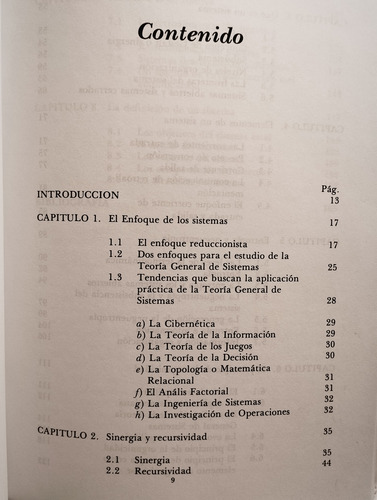 Contenido
Pág.
INTRODUCCION 13
CAPITULO 1. El Enfoque de los sistemas 17
1.1 El enfoque reduccionista 17
1.2 Dos enfoques para el estudio de la
Teoría General de Sistemas 25
1.3 Tendencias que buscan la aplicación
práctica de la Teoría General de
Sistemas 28
a) La Cibernética 29
b) La Teoría de la Información 29
c) La Teoría de los Juegos 30
d) La Teoría de la Decisión 30
e) La Topología o Matemática
Relacional 31
f) El Anális Factorial 31
g) La Ingeniería de Sistemas 32
h) La Investigación de Operaciones 32
CAPITULO 2. Sinergia y recursividad 35
2.1 Sinergia 35
2.2 Recursividad 44
9